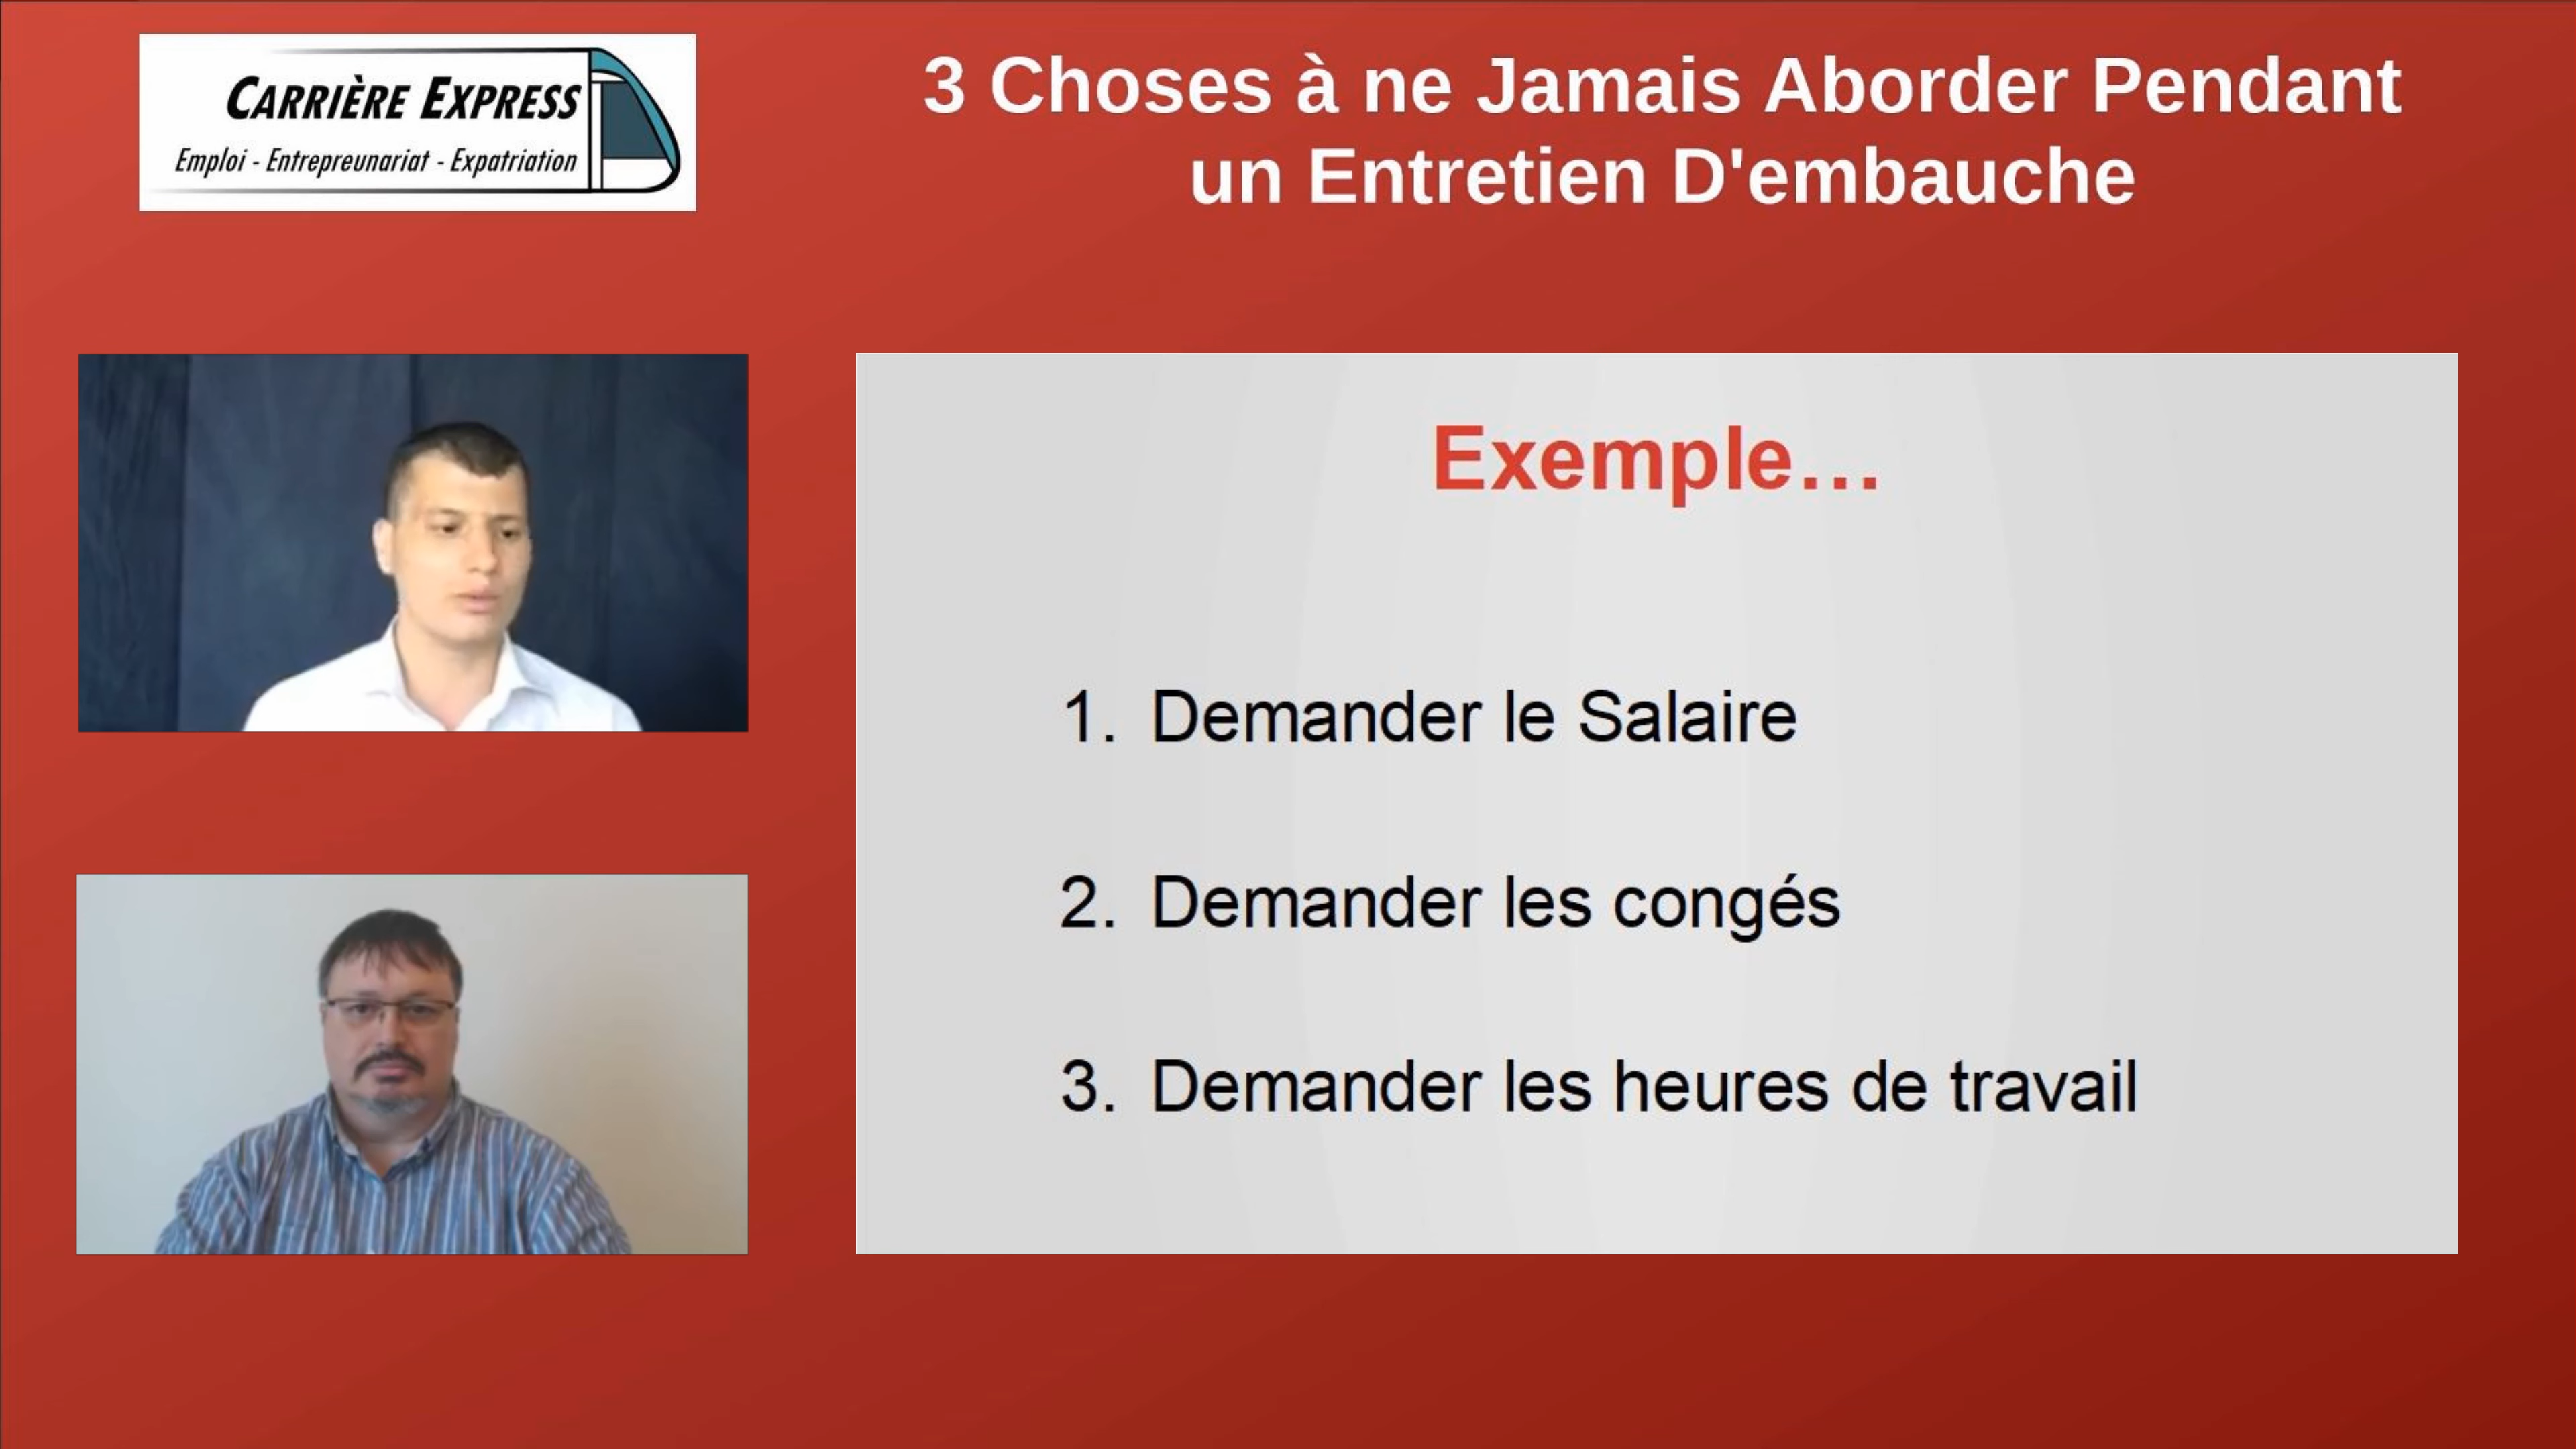 CARRIÈRE EXPRESS
Emploi - Entrepreunariat - Expatriation
3 Choses à ne Jamais Aborder Pendant
un Entretien D'embauche
Exemple...
1. Demander le Salaire
2. Demander les congés
3. Demander les heures de travail